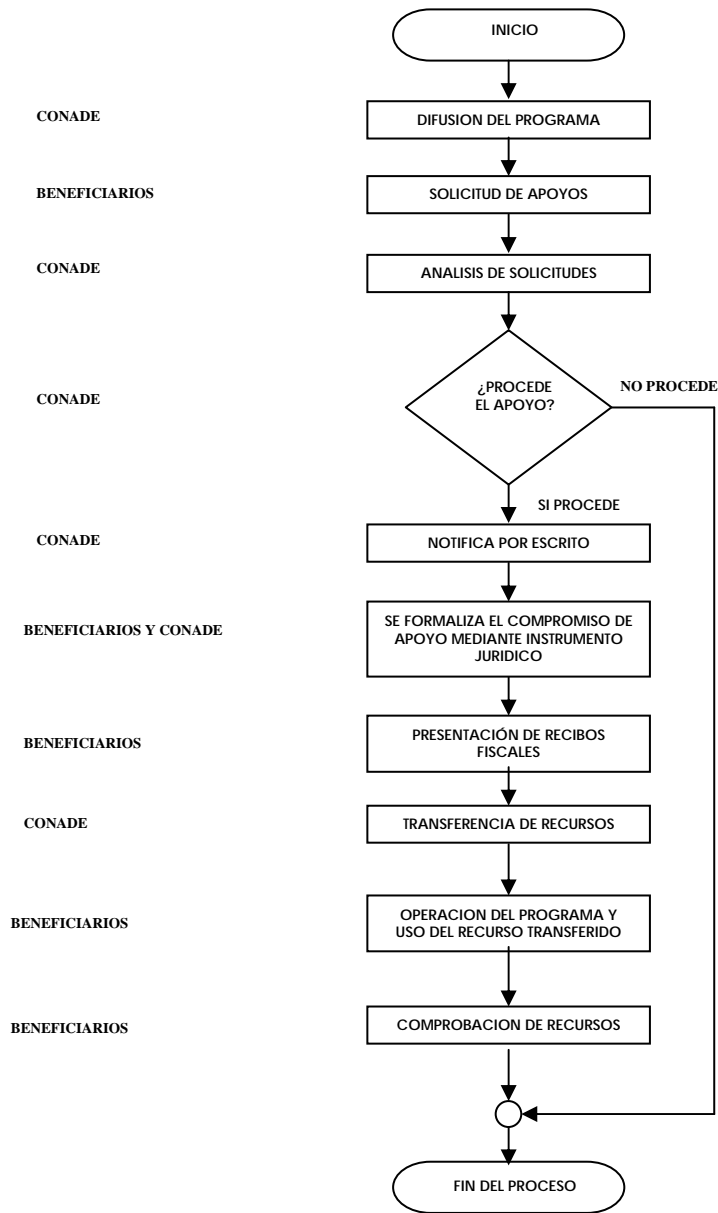 INICIO
CONADE
DIFUSION DEL PROGRAMA
BENEFICIARIOS
SOLICITUD DE APOYOS
CONADE
ANALISIS DE SOLICITUDES
CONADE
¿PROCEDE
EL APOYO?
NO PROCEDE
SI PROCEDE
CONADE
NOTIFICA POR ESCRITO
BENEFICIARIOS Y CONADE
SE FORMALIZA EL COMPROMISO DE
APOYO MEDIANTE INSTRUMENTO
JURIDICO
BENEFICIARIOS
PRESENTACIÓN DE RECIBOS
FISCALES
CONADE
TRANSFERENCIA DE RECURSOS
BENEFICIARIOS
OPERACION DEL PROGRAMA Y
USO DEL RECURSO TRANSFERIDO
BENEFICIARIOS
COMPROBACION DE RECURSOS
FIN DEL PROCESO